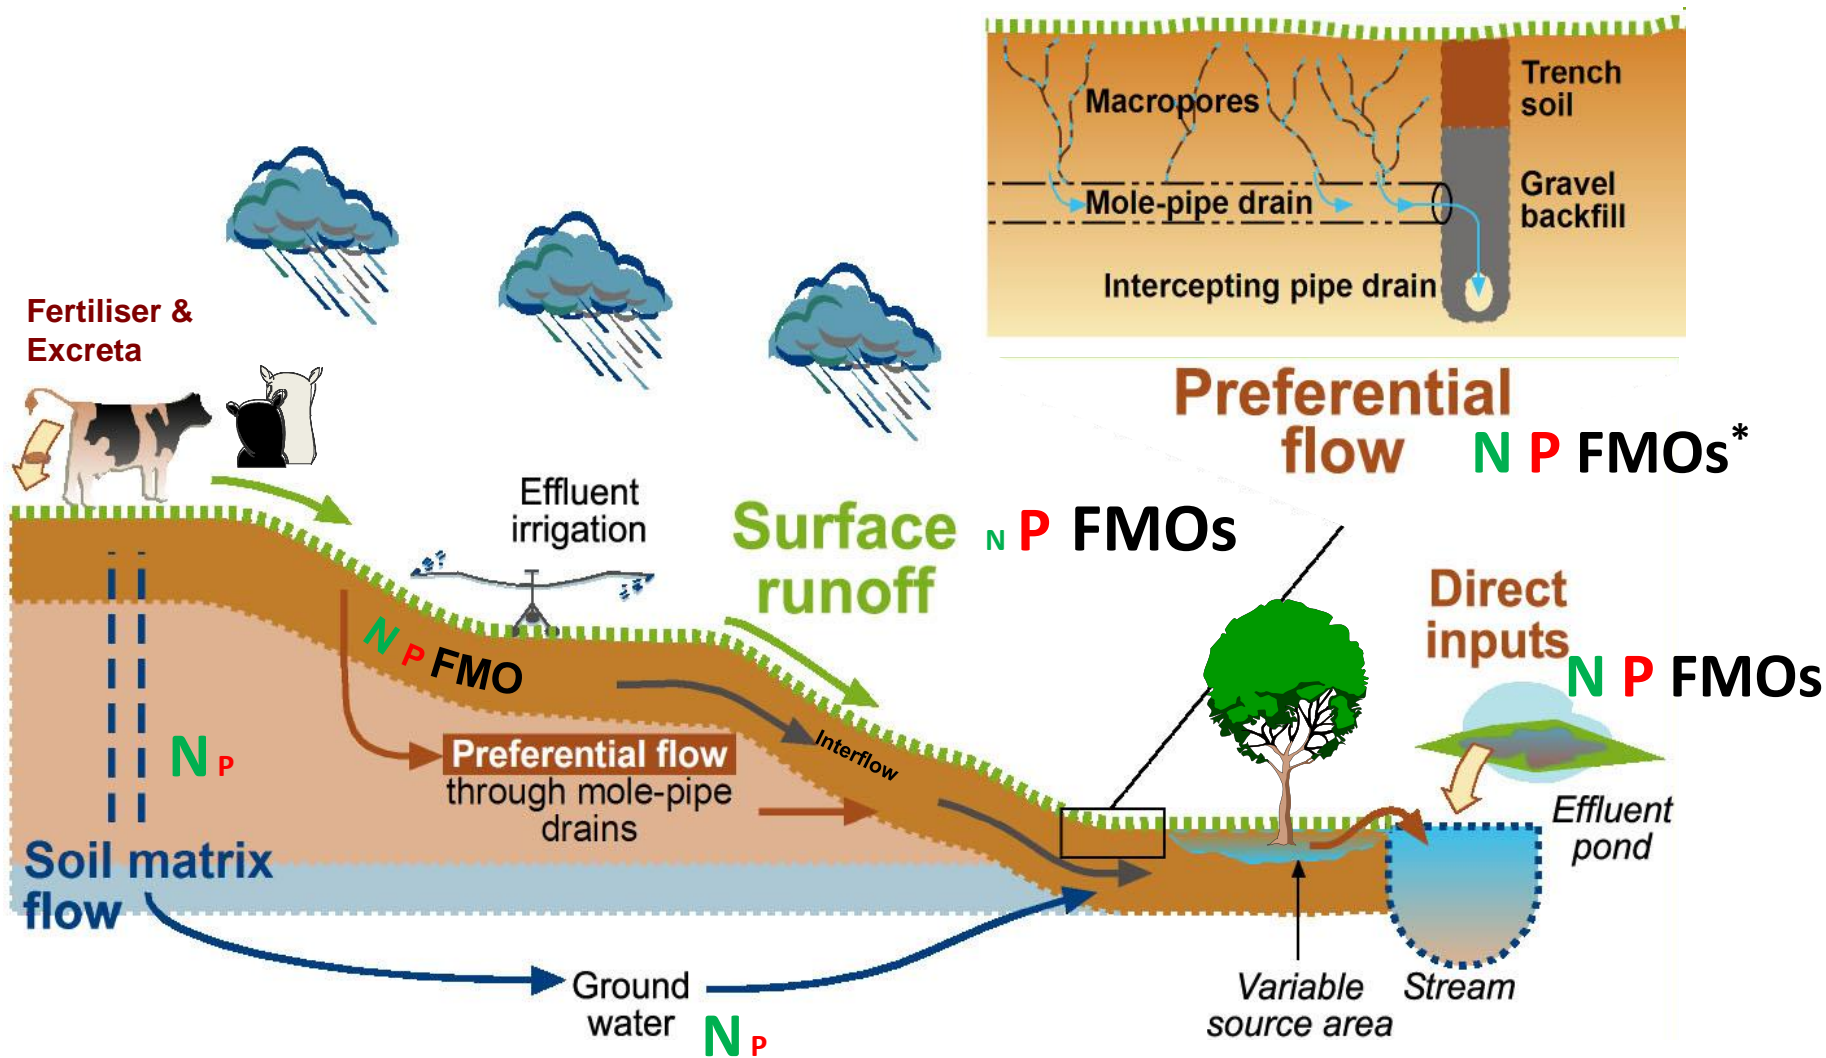 Macropores
Trench
soil
Mole-pipe drain
Gravel
backfill
Intercepting pipe drain
Fertiliser &
Excreta
Preferential
flow
N P FMOs*
Effluent
irrigation
Surface
runoff
N P FMOs
Direct
inputs
N P FMOs
N P FMO
Interflow
Preferential flow
through mole-pipe
drains
N P
Effluent
pond
Soil matrix
flow
Ground
water
N P
Variable
source area
Stream